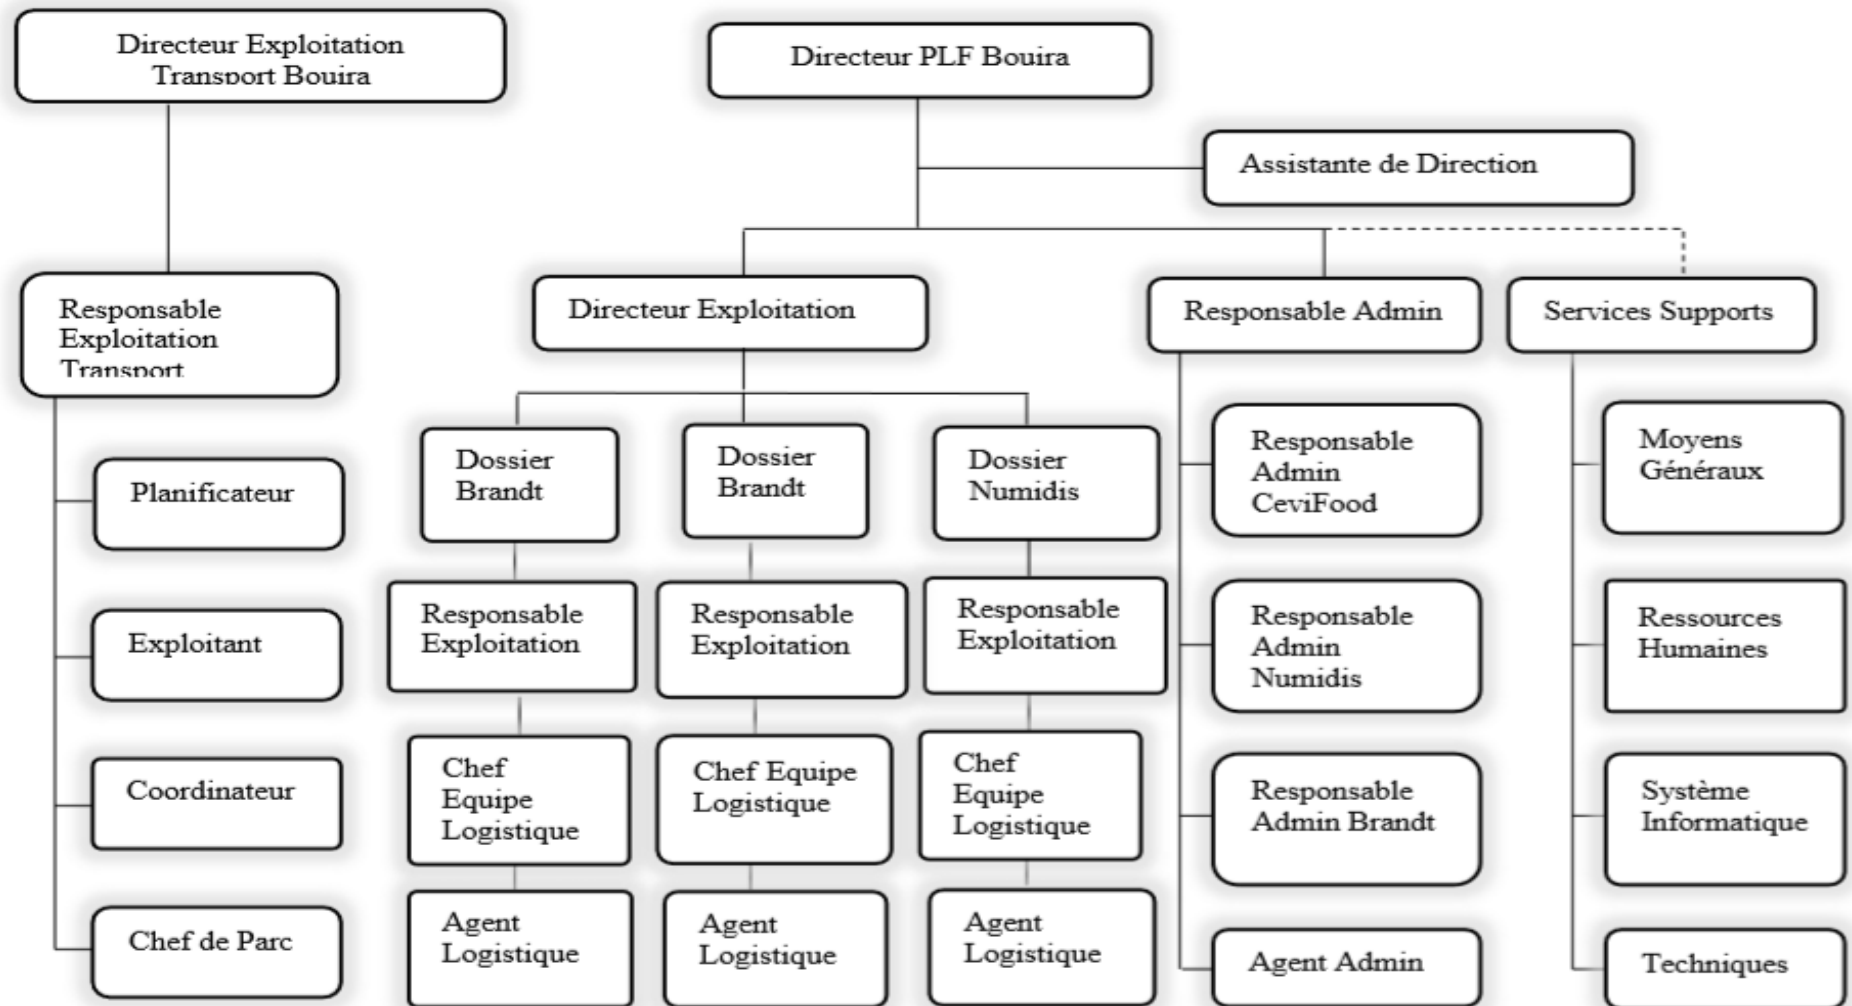 Directeur Exploitation
Transport Bouira
Directeur PLF Bouira
Assistante de Direction
Responsable
Exploitation
Transport
Directeur Exploitation
Responsable Admin
Services Supports
Planificateur
Exploitant
Coordinateur
Chef de Parc
Dossier
Brandt
Responsable
Exploitation
Chef
Equipe
Logistique
Agent
Logistique
Dossier
Brandt
Responsable
Exploitation
Chef Equipe
Logistique
Agent
Logistique
Dossier
Numidis
Responsable
Exploitation
Chef
Equipe
Logistique
Agent
Logistique
Responsable
Admin
CeviFood
Responsable
Admin
Numidis
Responsable
Admin Brandt
Agent Admin
Moyens
Généraux
Ressources
Humaines
Système
Informatique
Techniques